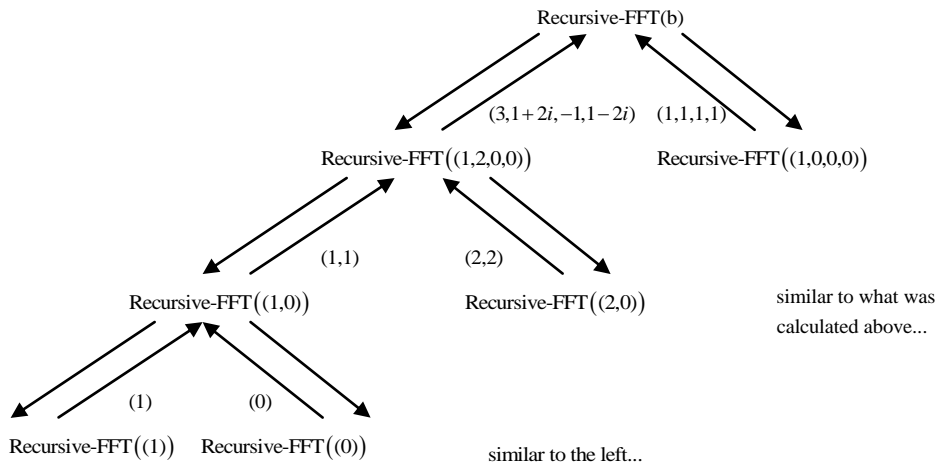 Recursive-FFT(b)
(3,1+2i,−1,1−2i) (1,1,1,1)
Recursive-FFT((1,2,0,0)) Recursive-FFT((1,0,0,0))
(1,1) (2,2)
Recursive-FFT((1,0)) Recursive-FFT((2,0)) similar to what was
calculated above...
(1) (0)
Recursive-FFT((1)) Recursive-FFT((0)) similar to the left...